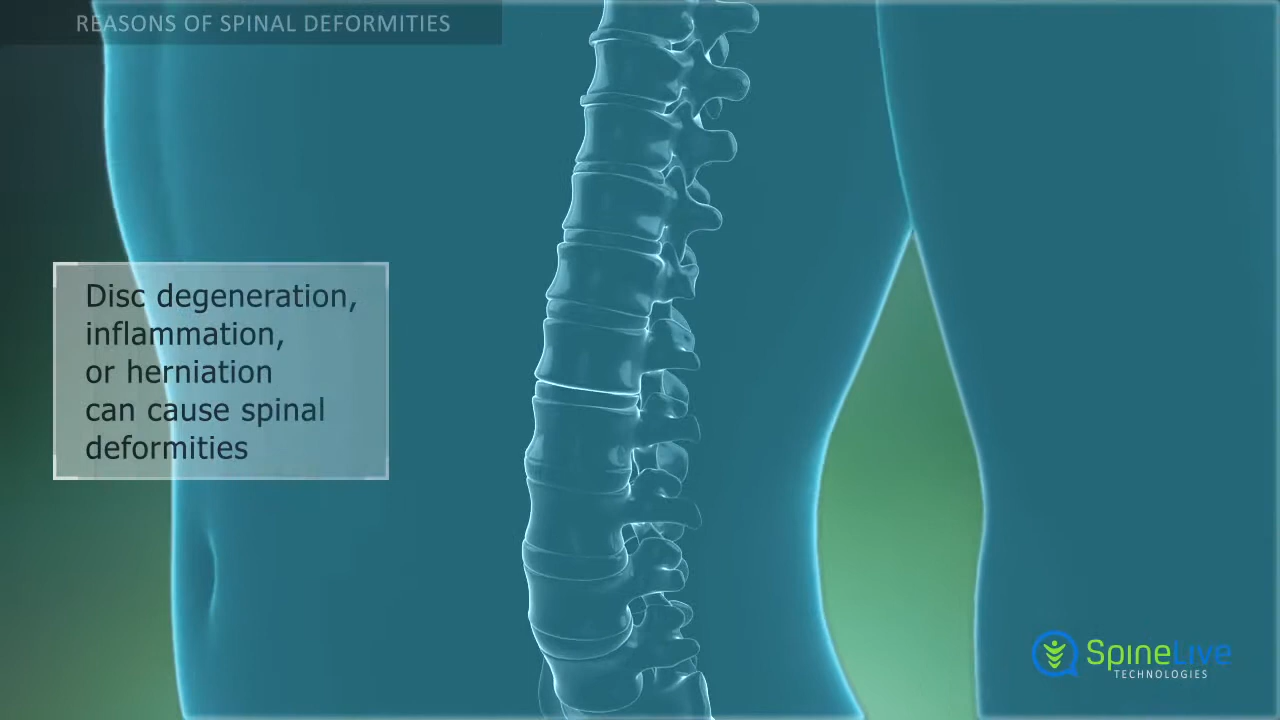 REASONS OF SPINAL DEFORMITIES
Disc degeneration,
inflammation,
or herniation
can cause spinal
deformities
SpineLive
TECHNOLOGIES